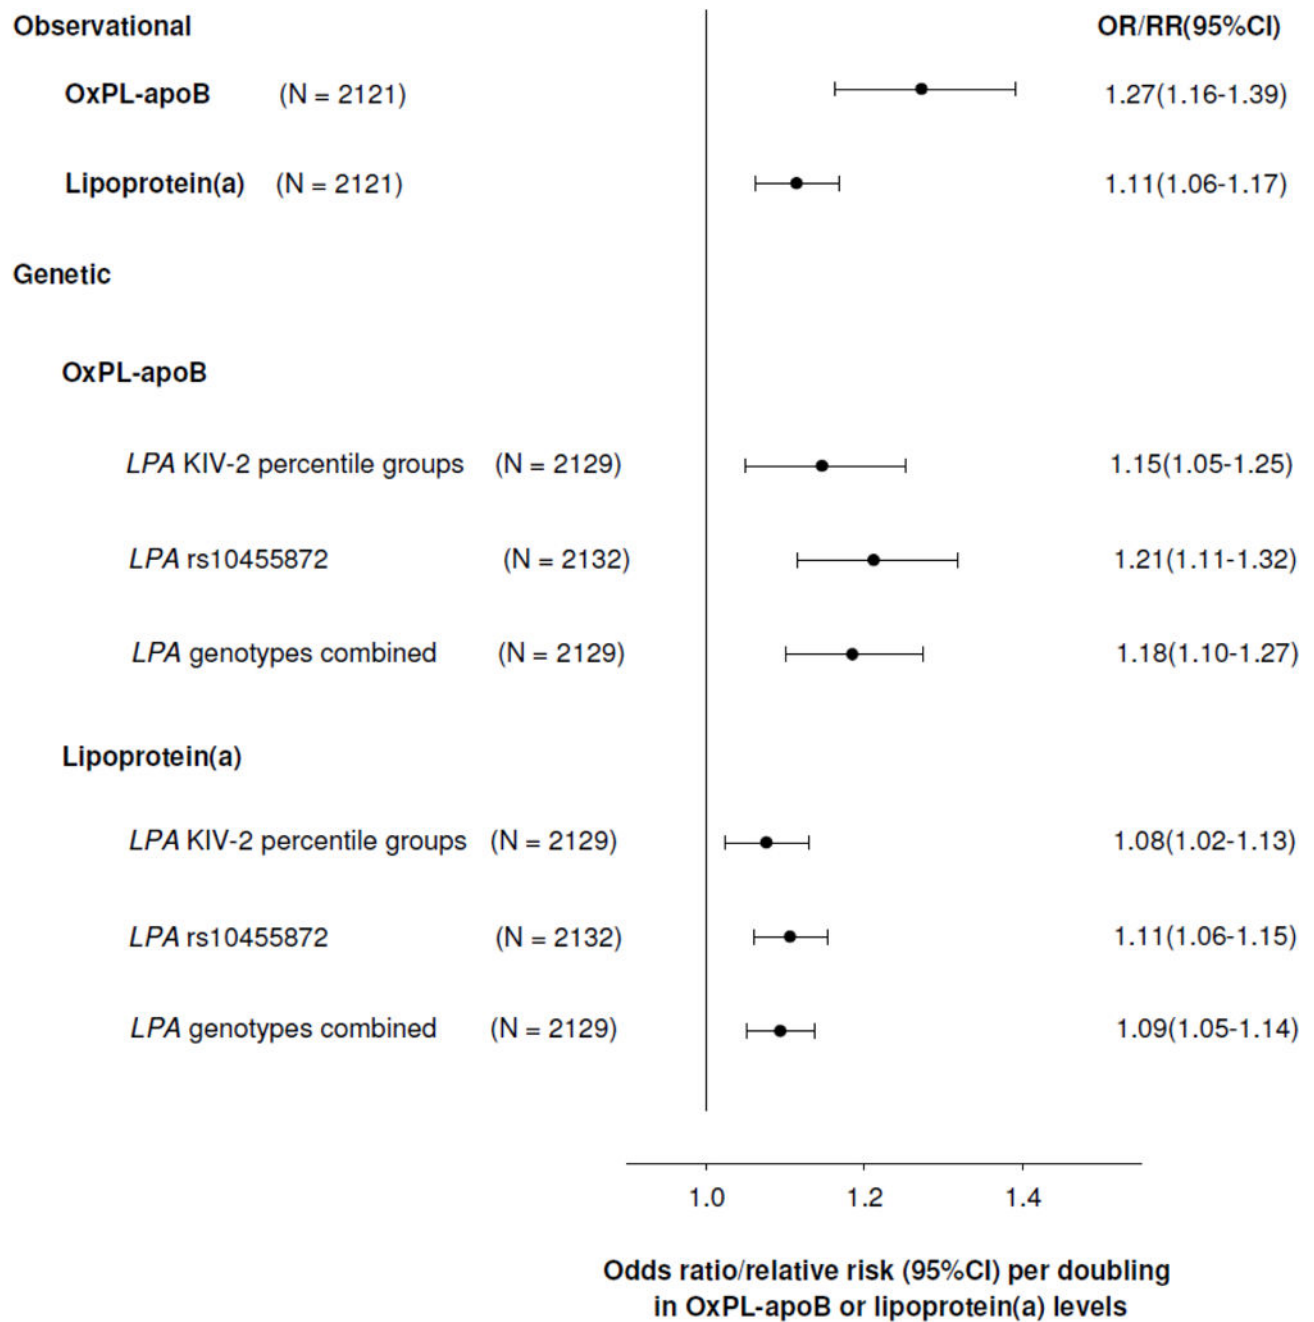 Observational OR/RR(95%CI)
OxPL-apoB (N = 2121) 1.27(1.16-1.39)
Lipoprotein(a) (N = 2121) 1.11(1.06-1.17)
Genetic
OxPL-apoB
LPA KIV-2 percentile groups (N = 2129) 1.15(1.05-1.25)
LPA rs10455872 (N = 2132) 1.21(1.11-1.32)
LPA genotypes combined (N = 2129) 1.18(1.10-1.27)
Lipoprotein(a)
LPA KIV-2 percentile groups (N = 2129) 1.08(1.02-1.13)
LPA rs10455872 (N = 2132) 1.11(1.06-1.15)
LPA genotypes combined (N = 2129) 1.09(1.05-1.14)
1.0 1.2 1.4
Odds ratio/relative risk (95%CI) per doubling
in OxPL-apoB or lipoprotein(a) levels